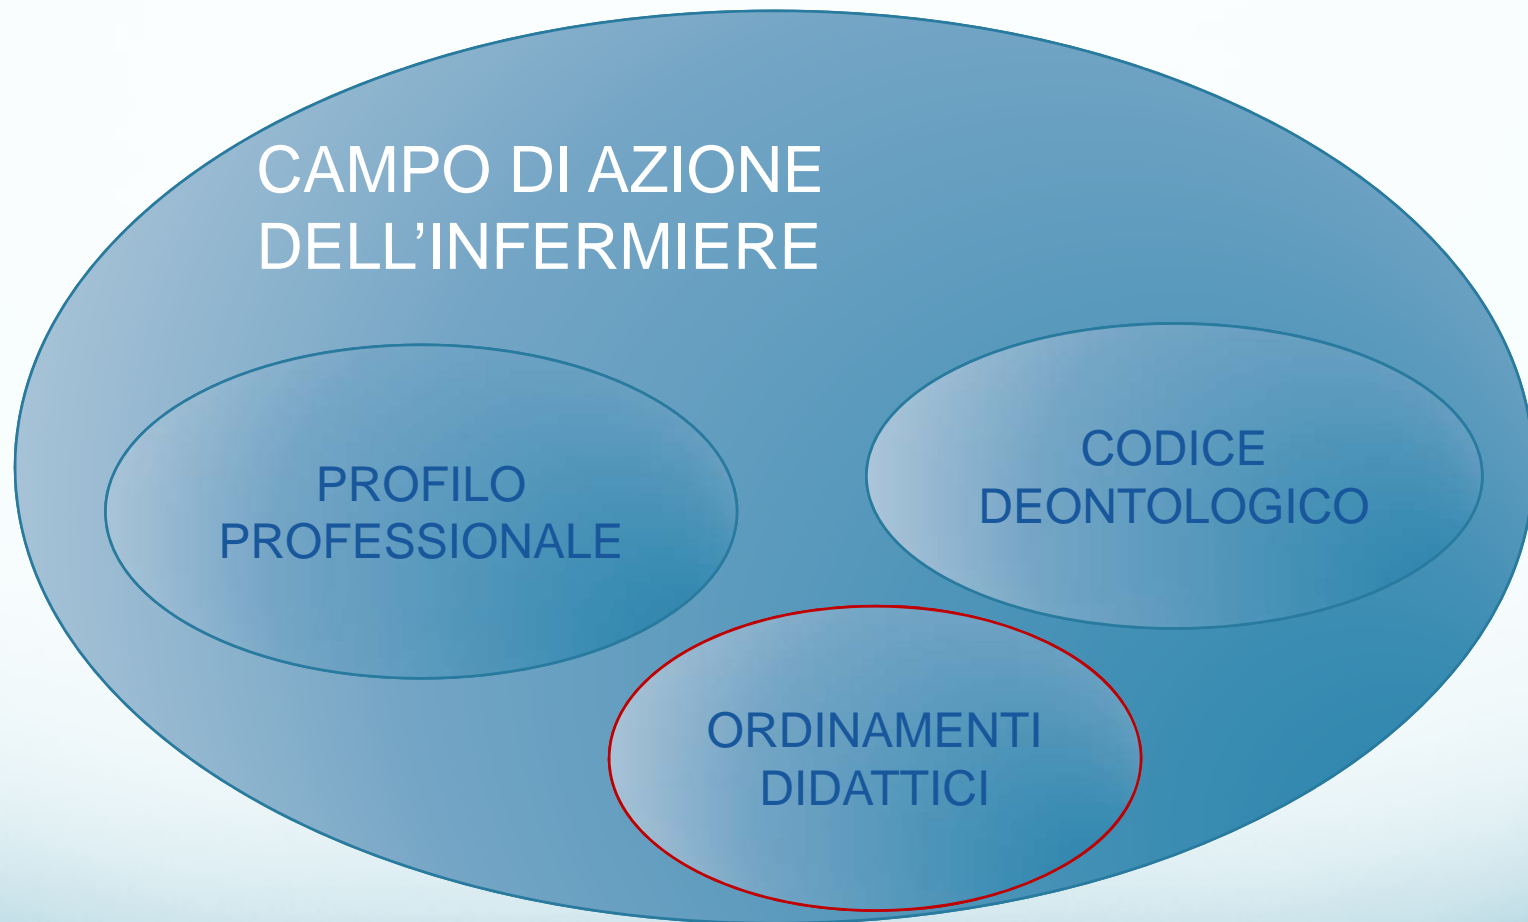 CAMPO DI AZIONE
DELL’INFERMIERE
PROFILO
PROFESSIONALE
CODICE
DEONTOLOGICO
ORDINAMENTI
DIDATTICI